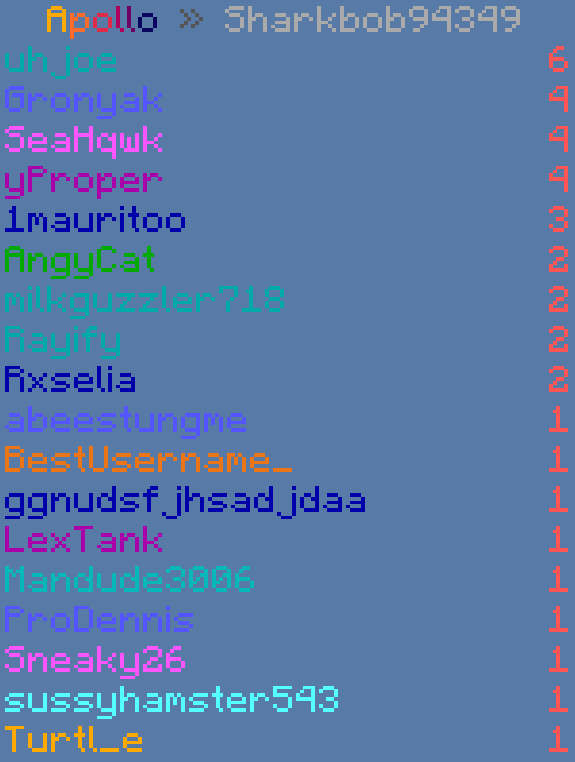 Apollo » Sharkbob94349
uhjoe 6
Gronyak 4
SeaHqwk 4
yProper 4
1mauritoo 3
AngyCat 2
milkguzzler718 2
Rayify 2
Rxselia 2
abeestungme 1
BestUsername_ 1
ggnudsfjhsadjdaa 1
LexTank 1
Mandude3006 1
ProDennis 1
Sneaky26 1
sussyhamster543 1
Turtl_e 1